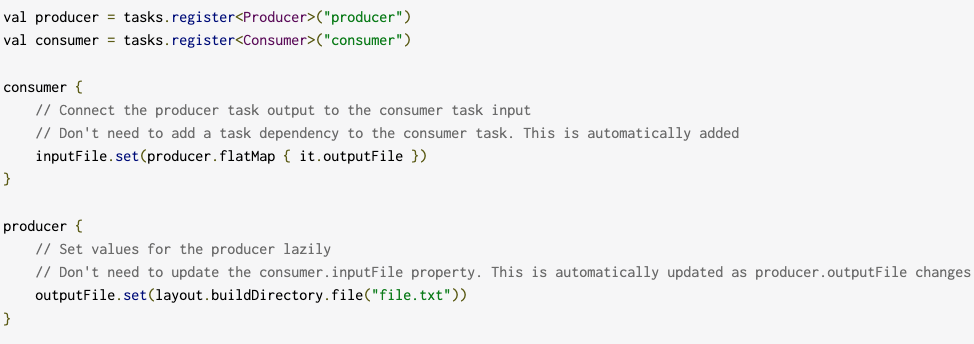 val producer = tasks.register<Producer>("producer")
val consumer = tasks.register<Consumer>("consumer")

consumer {
    // Connect the producer task output to the consumer task input
    // Don't need to add a task dependency to the consumer task. This is automatically added
    inputFile.set(producer.flatMap { it.outputFile })
}

producer {
    // Set values for the producer lazily
    // Don't need to update the consumer.inputFile property. This is automatically updated as producer.outputFile changes
    outputFile.set(layout.buildDirectory.file("file.txt"))
}